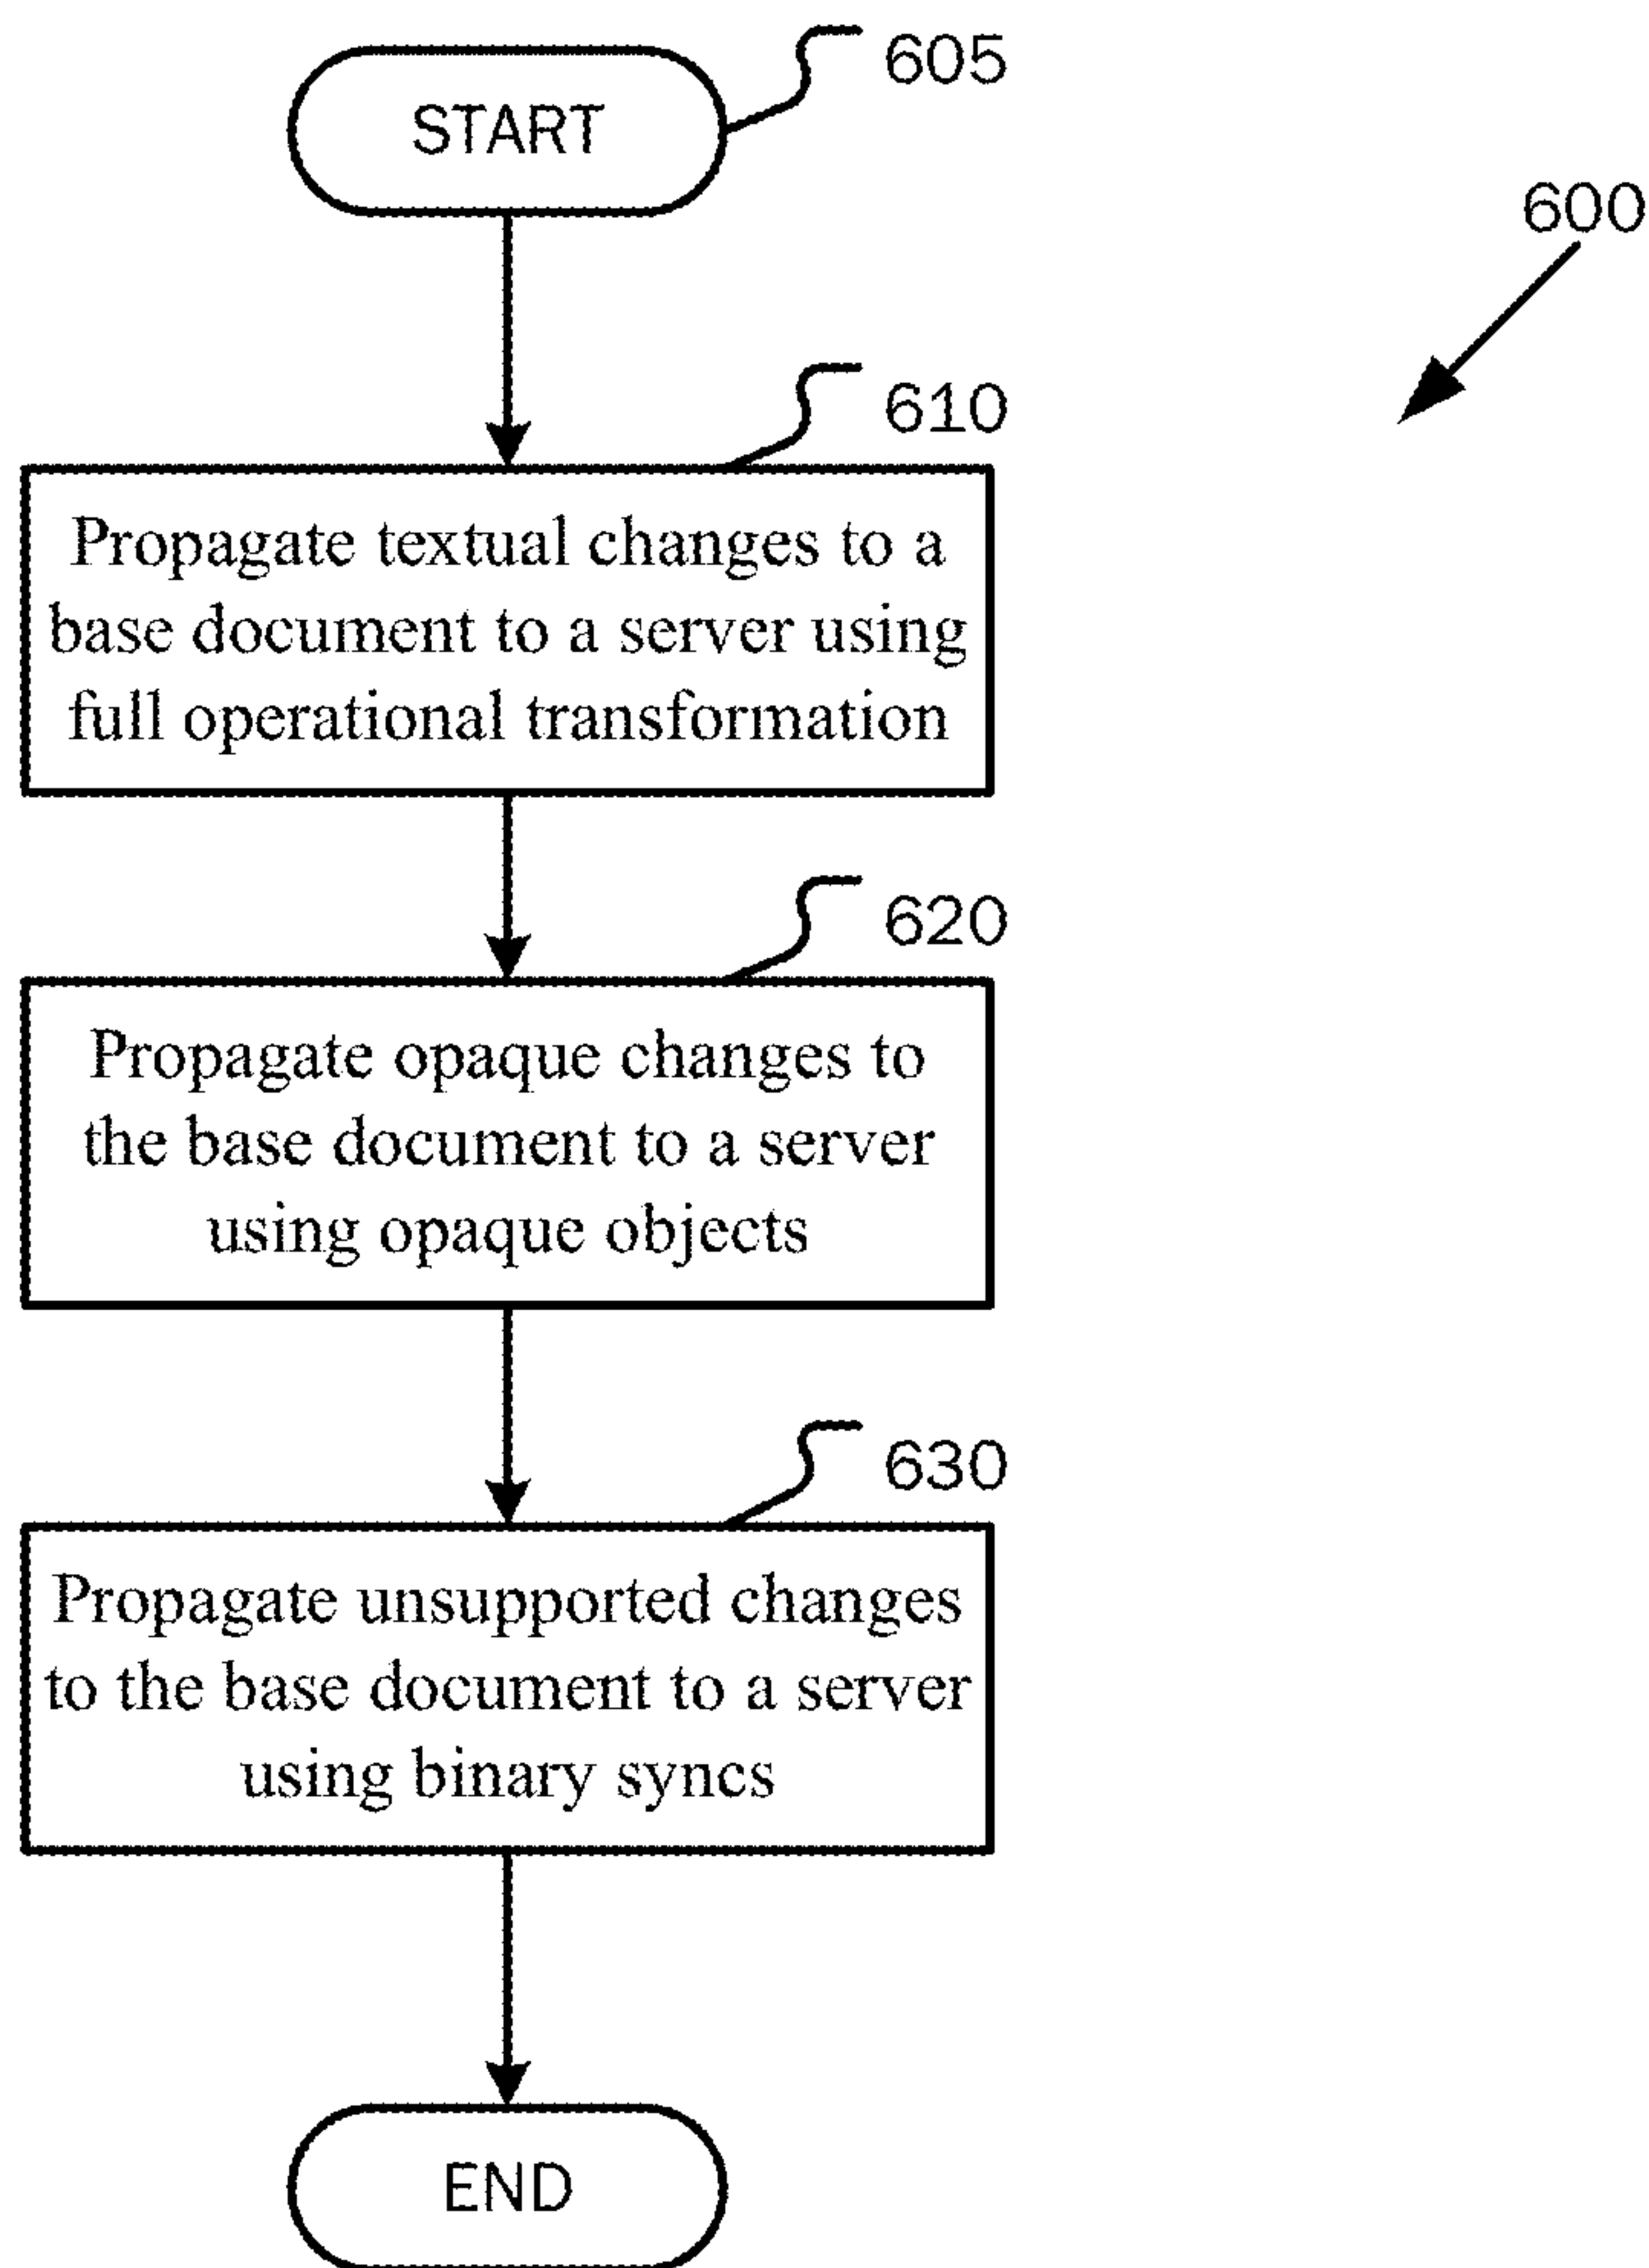 605
START
600
610
Propagate textual changes to a
base document to a server using
full operational transformation
620
Propagate opaque changes to
the base document to a server
using opaque objects
630
Propagate unsupported changes
to the base document to a server
using binary syncs
END